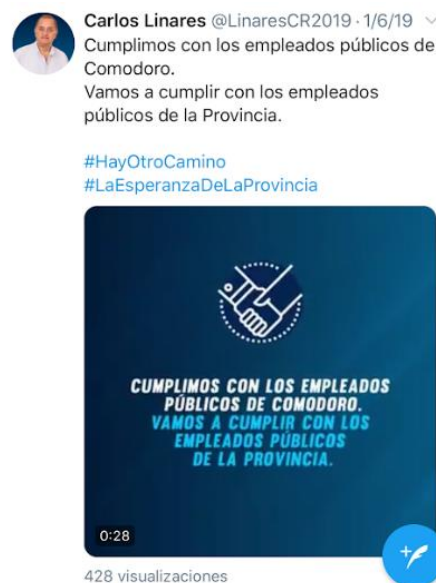 Carlos Linares @LinaresCR2019 · 1/6/19
Cumplimos con los empleados públicos de
Comodoro.
Vamos a cumplir con los empleados
públicos de la Provincia.
#HayOtroCamino
#LaEsperanzaDeLaProvincia
CUMPLIMOS CON LOS EMPLEADOS
PÚBLICOS DE COMODORO.
VAMOS A CUMPLIR CON LOS
EMPLEADOS PÚBLICOS
DE LA PROVINCIA.
0:28
428 visualizaciones